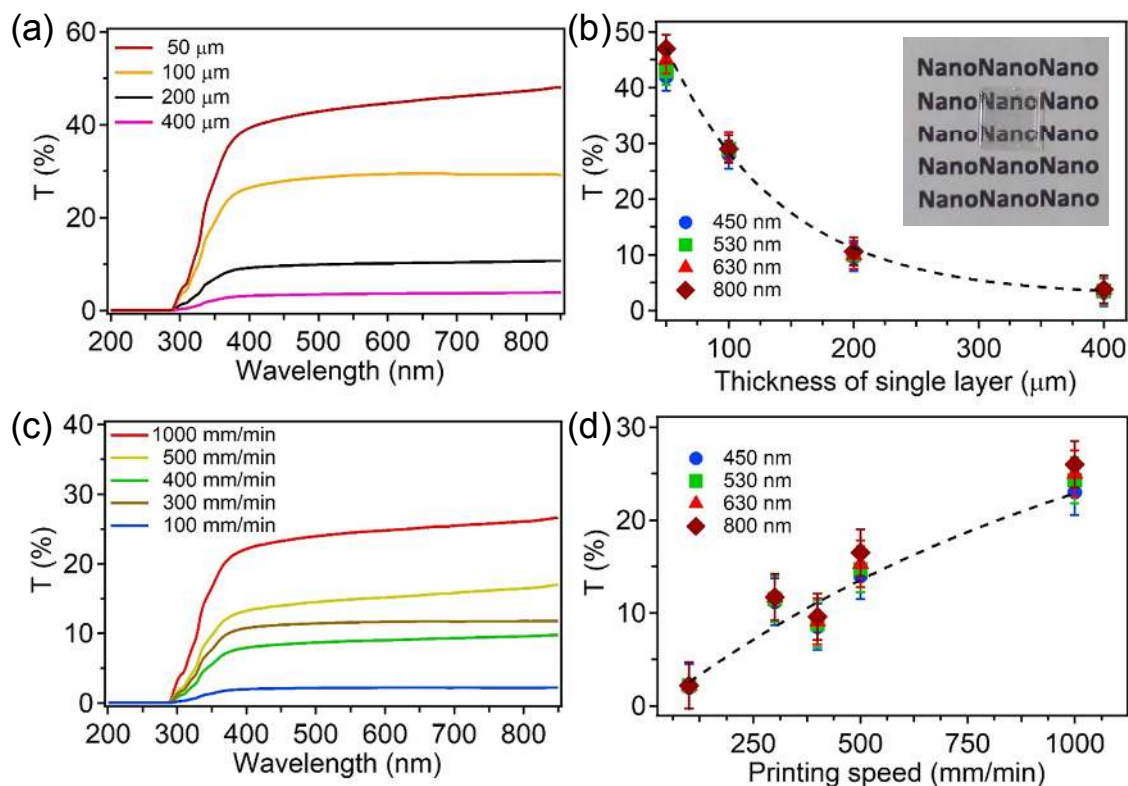 (a)
60
40
20
0
T (%)
50 μm
100 μm
200 μm
400 μm
200 300 400 500 600 700 800
Wavelength (nm)
(b)
50
40
30
20
10
0
T (%)
NanoNanoNano
NanoNanoNano
NanoNanoNano
NanoNanoNano
NanoNanoNano
450 nm
530 nm
630 nm
800 nm
100 200 300 400
Thickness of single layer (μm)
(c)
40
30
20
10
0
T (%)
1000 mm/min
500 mm/min
400 mm/min
300 mm/min
100 mm/min
200 300 400 500 600 700 800
Wavelength (nm)
(d)
30
20
10
0
T (%)
450 nm
530 nm
630 nm
800 nm
250 500 750 1000
Printing speed (mm/min)